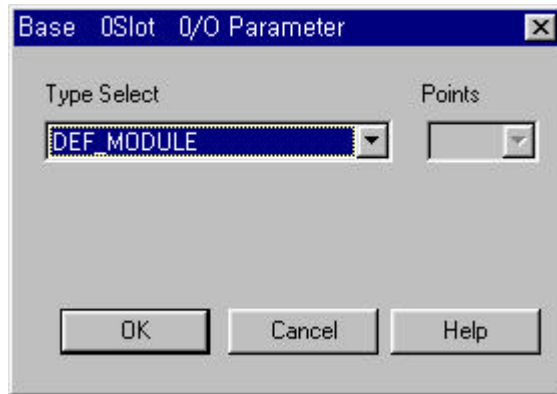 Base 0Slot 0/O Parameter
Type Select Points
DEF_MODULE
OK Cancel Help